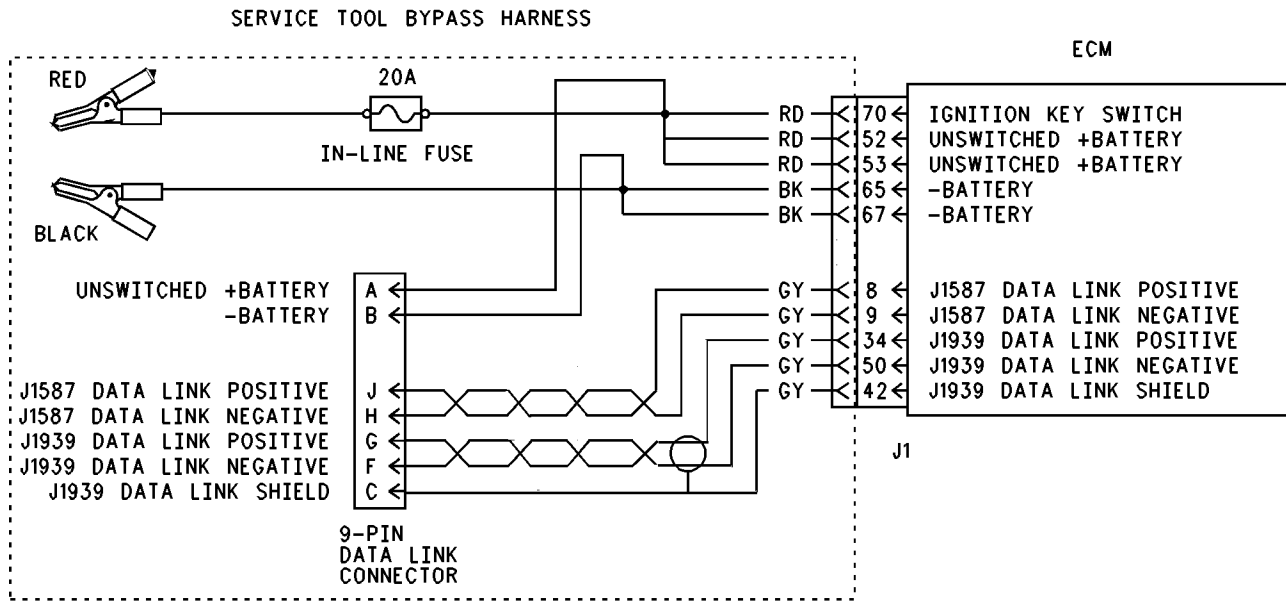 SERVICE TOOL BYPASS HARNESS
ECM
RED
20A
IN-LINE FUSE
BLACK
RD 70 IGNITION KEY SWITCH
RD 52 UNSWITCHED +BATTERY
RD 53 UNSWITCHED +BATTERY
BK 65 -BATTERY
BK 67 -BATTERY
UNSWITCHED +BATTERY A
-BATTERY B
GY 8 J1587 DATA LINK POSITIVE
GY 9 J1587 DATA LINK NEGATIVE
GY 34 J1939 DATA LINK POSITIVE
GY 50 J1939 DATA LINK NEGATIVE
GY 42 J1939 DATA LINK SHIELD
J1587 DATA LINK POSITIVE J
J1587 DATA LINK NEGATIVE H
J1939 DATA LINK POSITIVE G
J1939 DATA LINK NEGATIVE F
J1939 DATA LINK SHIELD C
J1
9-PIN
DATA LINK
CONNECTOR